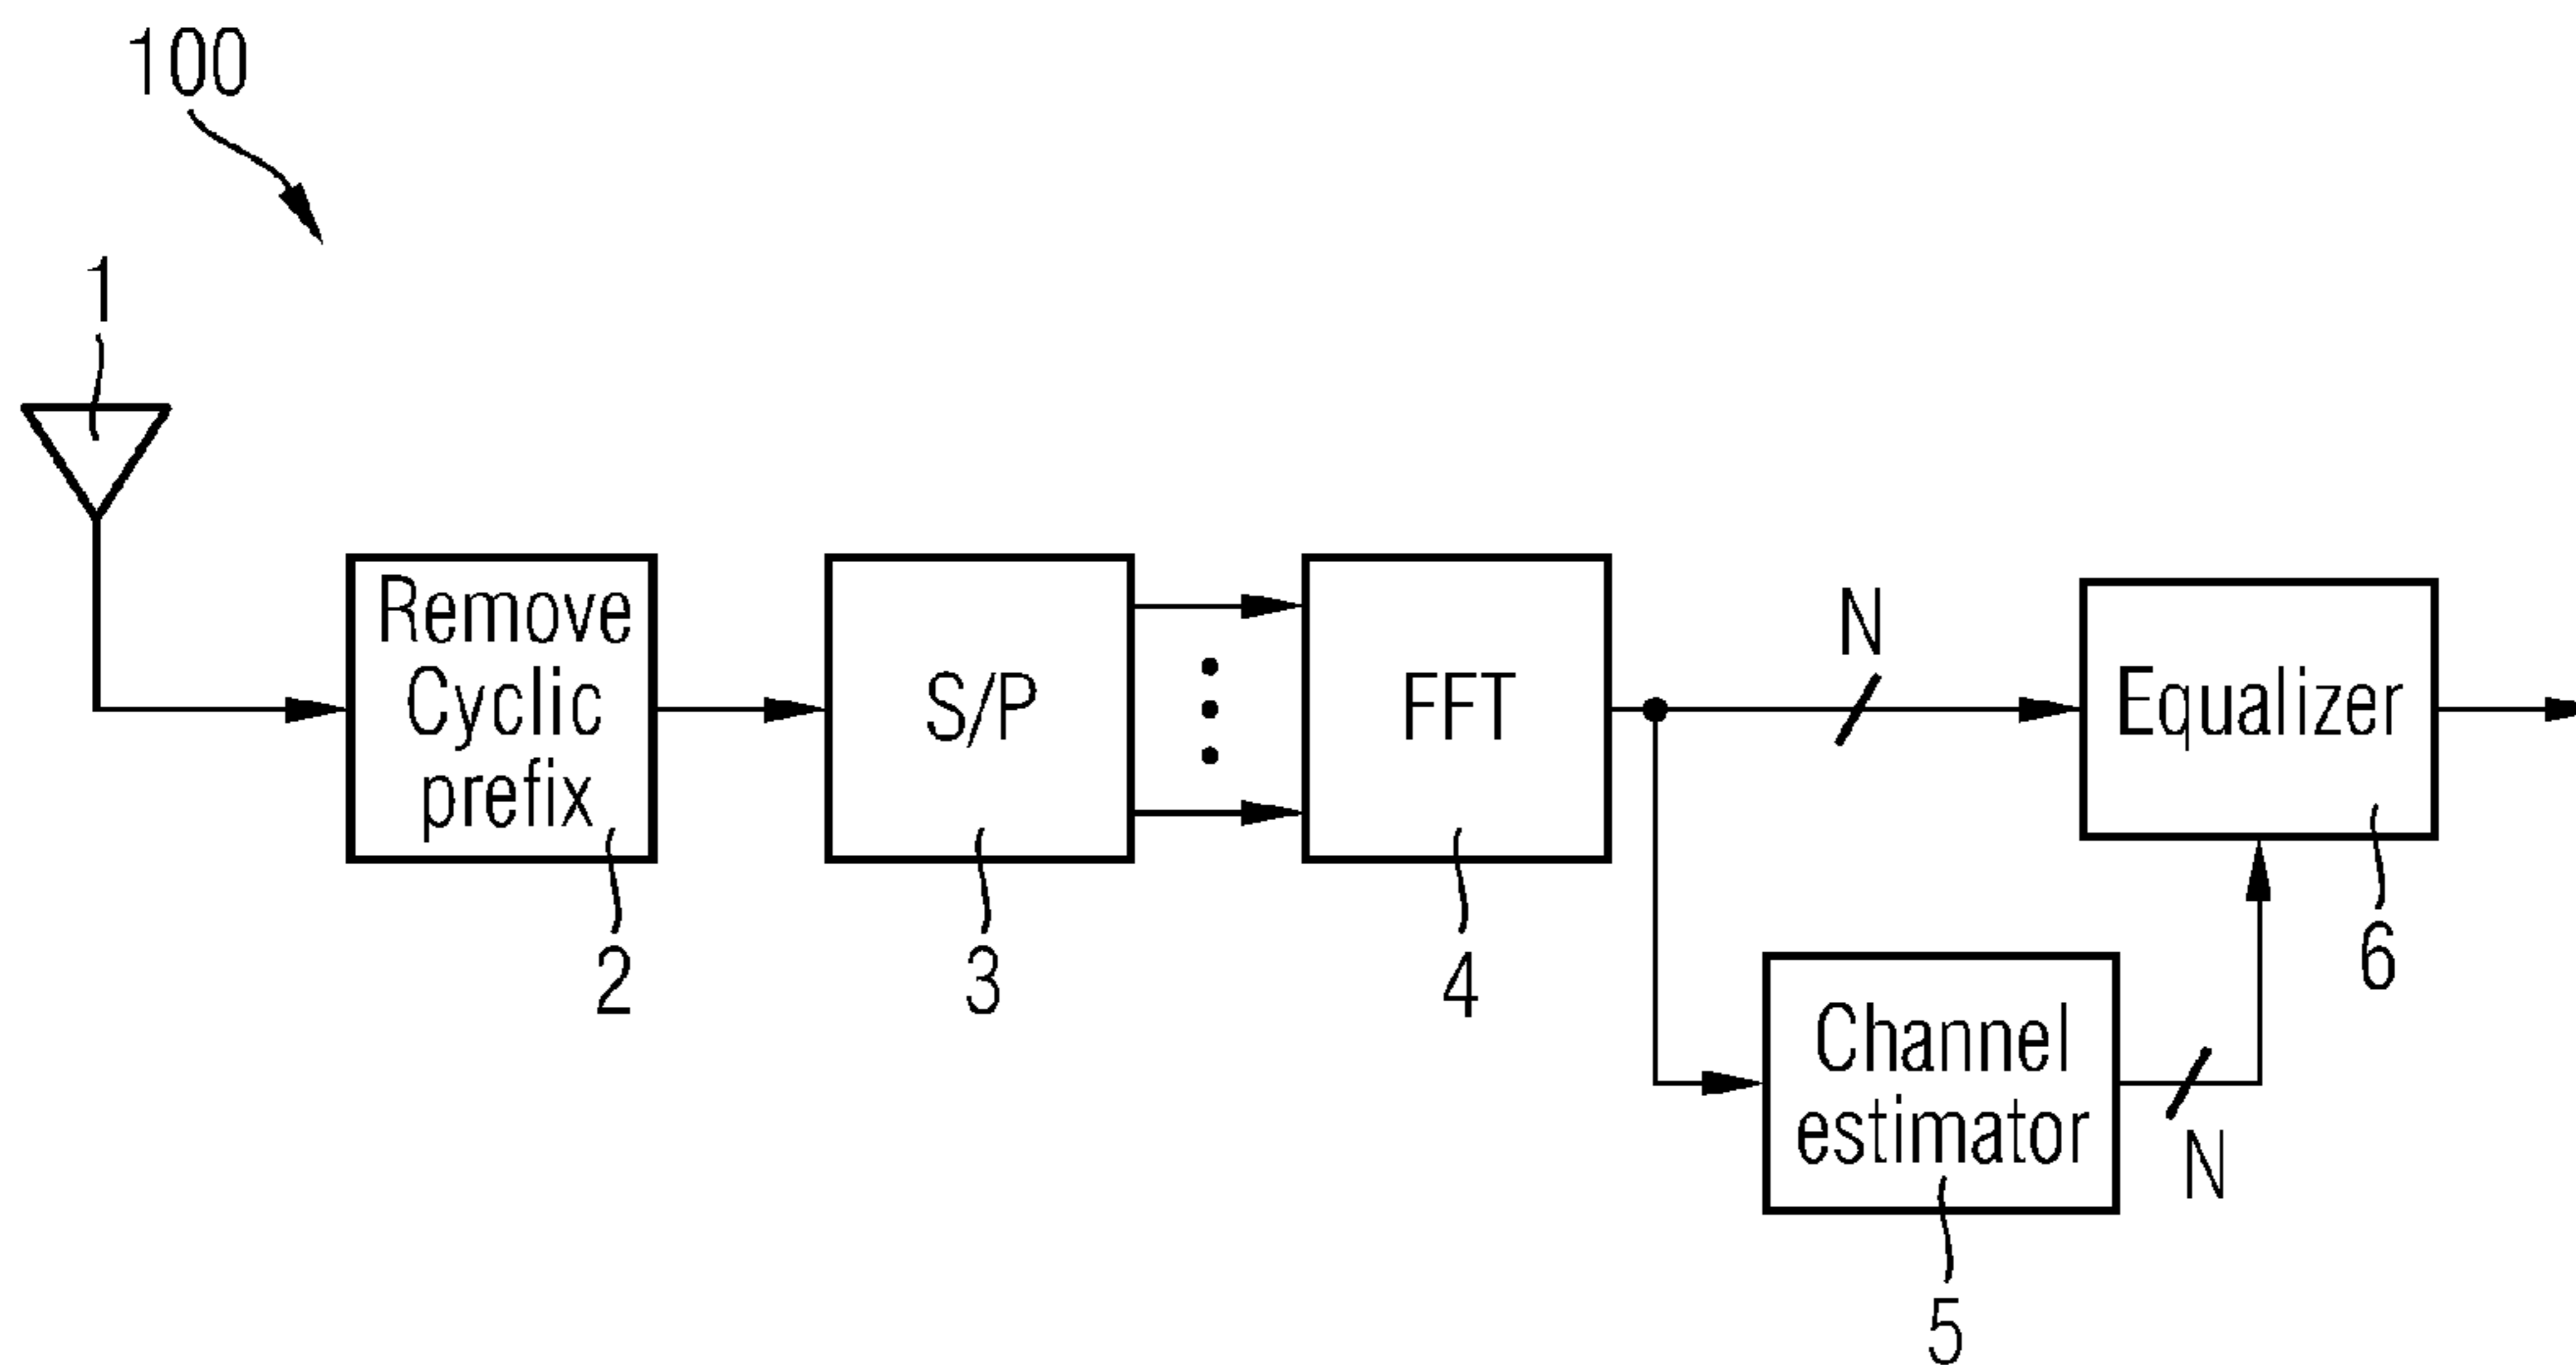 100
1
Remove
Cyclic
prefix
2
S/P
3
FFT
4
N
Equalizer
6
Channel
estimator
N
5